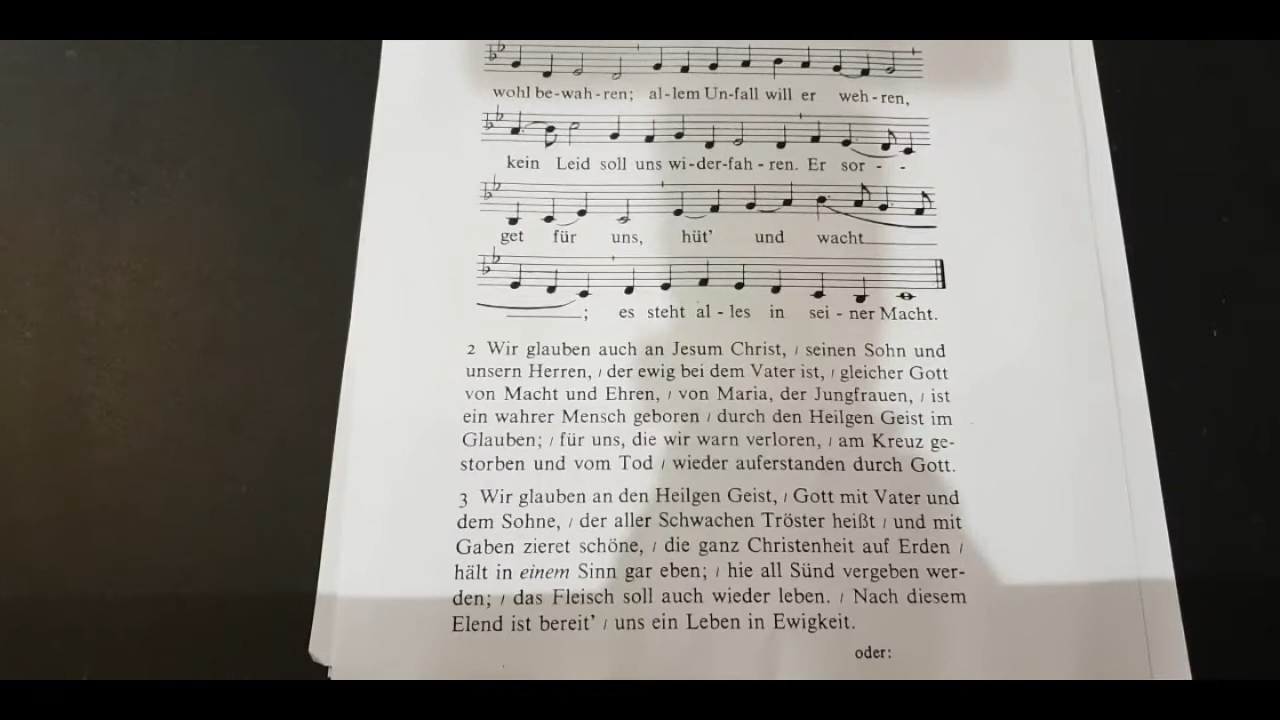 wohl be-wah-ren; al-lem Un-fall will er weh-ren,
kein Leid soll uns wi-der-fah-ren. Er sor - -
get für uns, hüt’ und wacht
; es steht al-les in sei-ner Macht.
2 Wir glauben auch an Jesum Christ, / seinen Sohn und
unsern Herren, / der ewig bei dem Vater ist, / gleicher Gott
von Macht und Ehren, / von Maria, der Jungfrauen, / ist
ein wahrer Mensch geboren / durch den Heilgen Geist im
Glauben; / für uns, die wir warn verloren, / am Kreuz ge-
storben und vom Tod / wieder auferstanden durch Gott.
3 Wir glauben an den Heilgen Geist, / Gott mit Vater und
dem Sohne, / der aller Schwachen Tröster heißt / und mit
Gaben zieret schöne, / die ganz Christenheit auf Erden /
hält in einem Sinn gar eben; / hie all Sünd vergeben wer-
den; / das Fleisch soll auch wieder leben. / Nach diesem
Elend ist bereit’ / uns ein Leben in Ewigkeit.
oder: